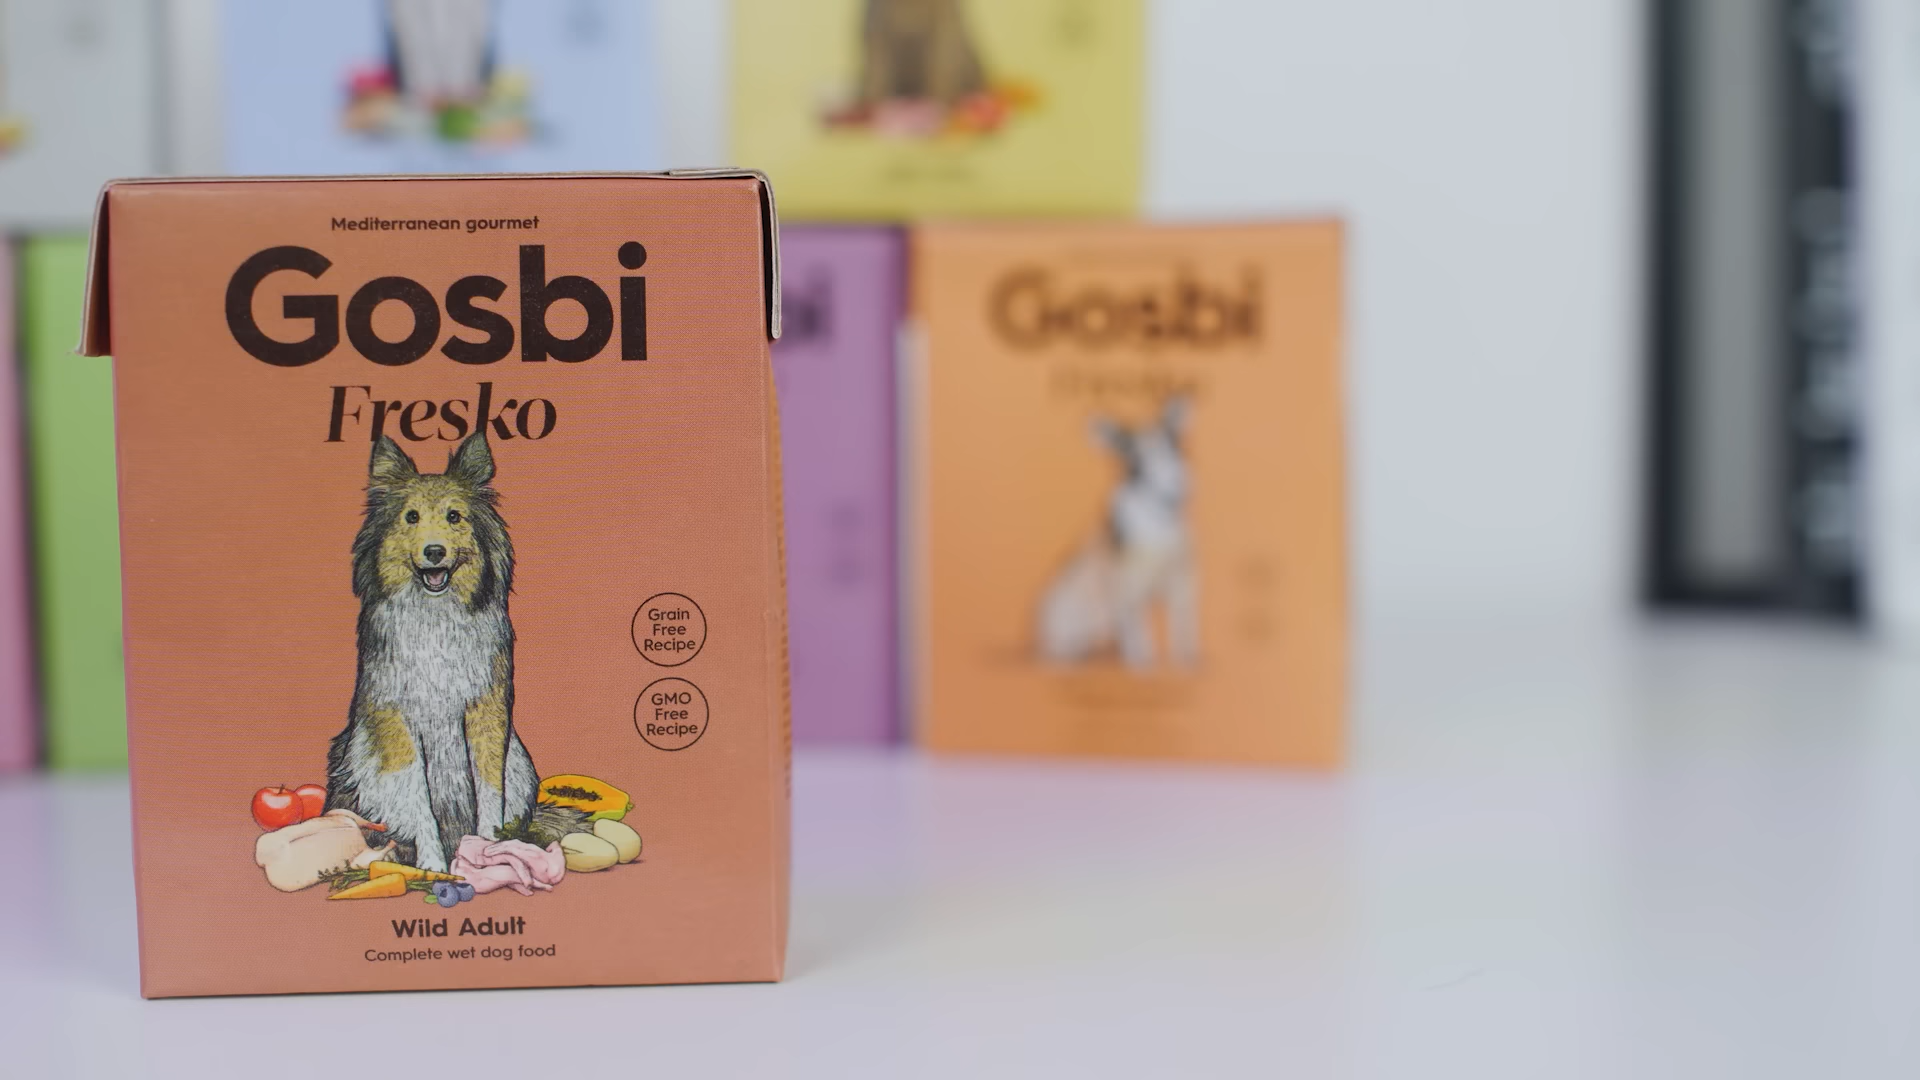 Mediterranean gourmet
Gosbi
Fresko
Grain
Free
Recipe
GMO
Free
Recipe
Wild Adult
Complete wet dog food
Gosbi